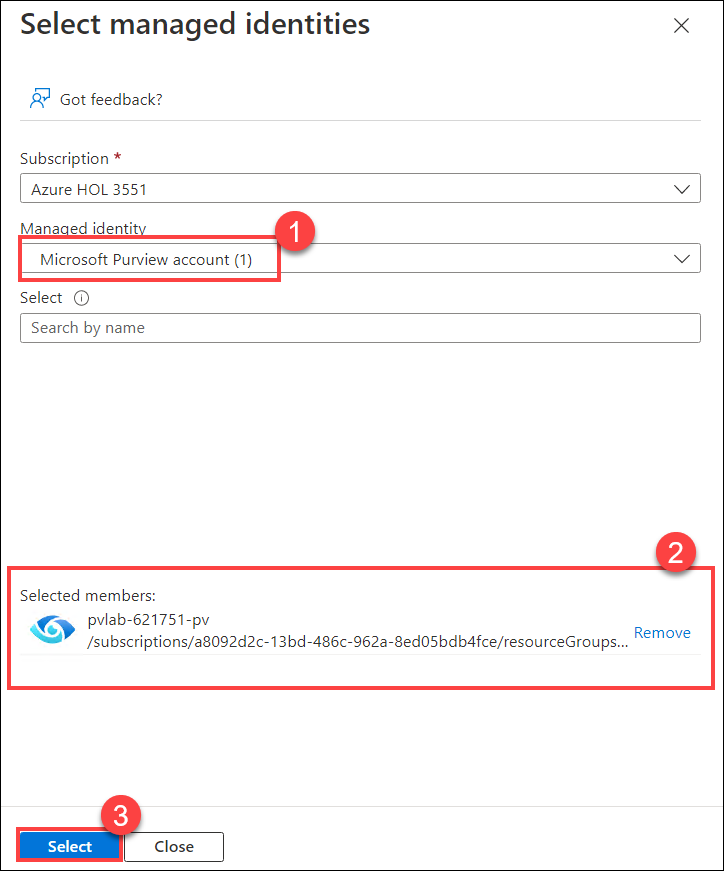 Select managed identities
Got feedback?
Subscription *
Azure HOL 3551
Managed identity
1
Microsoft Purview account (1)
Select
Search by name
2
Selected members:
pvlab-621751-pv
/subscriptions/a8092d2c-13bd-486c-962a-8ed05bdb4fce/resourceGroups...
Remove
3
Select
Close